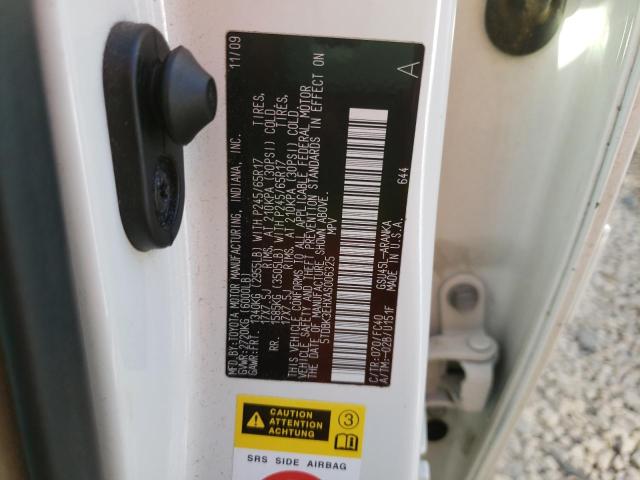 MFD.BY:TOYOTA MOTOR MANUFACTURING, INDIANA, INC. 11/09
GVWR:2720KG(6000LB)
GAWR:FRT. 1340KG (2955LB) WITH P245/65R17 TIRES,
17X7.5J RIMS, AT 210KPA(30PSI) COLD
RR. 1585KG (3505LB) WITH P245/65R17 TIRES,
17X7.5J RIMS, AT 210KPA(30PSI) COLD
THIS VEHICLE CONFORMS TO ALL APPLICABLE FEDERAL MOTOR
VEHICLE SAFETY AND THEFT PREVENTION STANDARDS IN EFFECT ON
DATE OF MANUFACTURE SHOWN ABOVE.
5TDBK3EHXAS006325 MPV
A
C/TR:070/FC40 GSU45L-ARANKA 644
A/TM:-02B/U151F MADE IN U.S.A.
CAUTION
ATTENTION
ACHTUNG
3
SRS SIDE AIRBAG